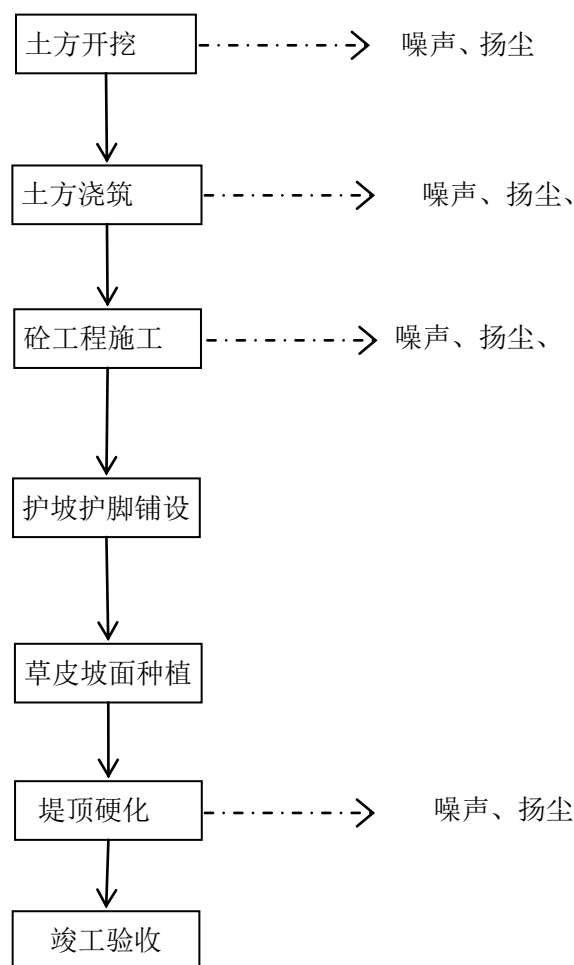 土方开挖
噪声、扬尘
土方浇筑
噪声、扬尘、
砼工程施工
噪声、扬尘、
护坡护脚铺设
草皮坡面种植
堤顶硬化
噪声、扬尘
竣工验收